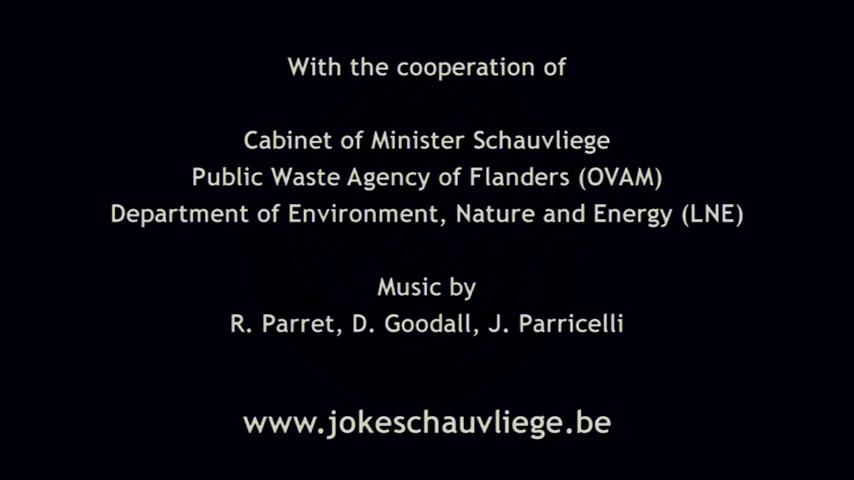 With the cooperation of
Cabinet of Minister Schauvliege
Public Waste Agency of Flanders (OVAM)
Department of Environment, Nature and Energy (LNE)
Music by
R. Parret, D. Goodall, J. Parricelli
www.jokeschauvliege.be